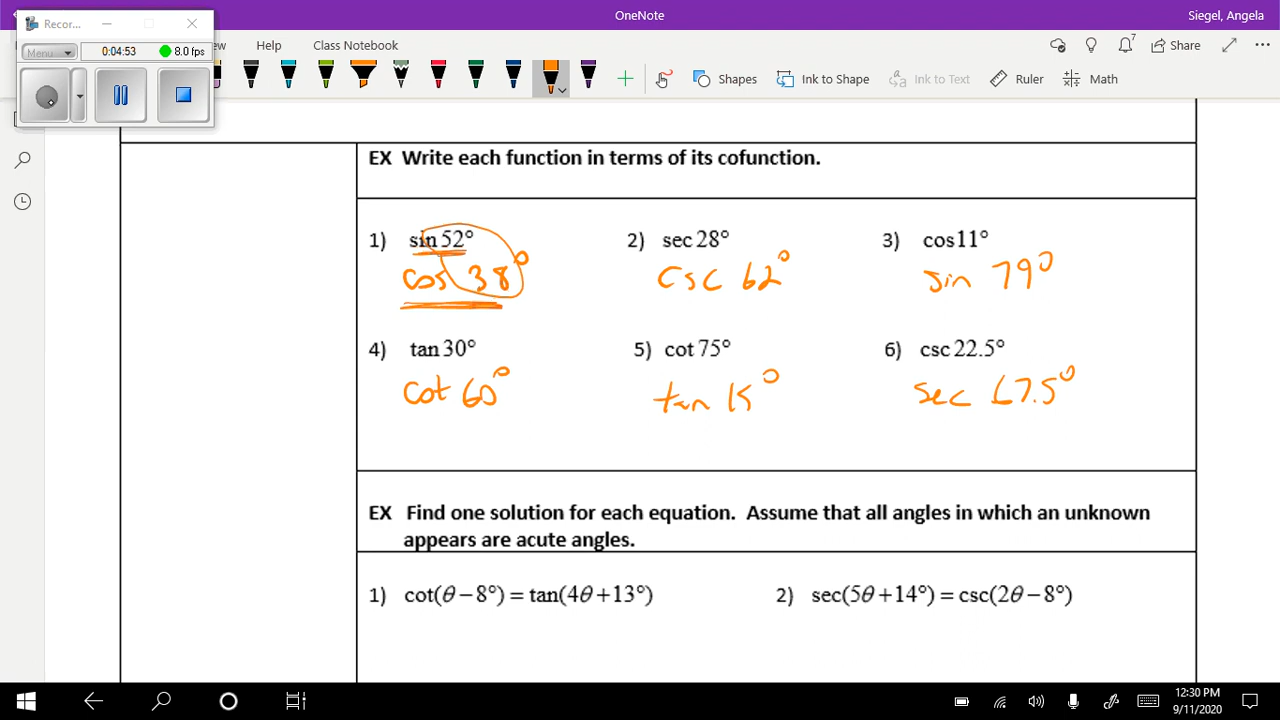 OneNote
Siegel, Angela
Recor...
Menu
0:04:53
8.0 fps
Help
Class Notebook
Share
Shapes
Ink to Shape
Ink to Text
Ruler
Math
EX Write each function in terms of its cofunction.
1) sin 52° 2) sec 28° 3) cos11°
cos 38° csc 62° sin 79°
4) tan 30° 5) cot 75° 6) csc 22.5°
cot 60° tan 15° sec 67.5°
EX Find one solution for each equation. Assume that all angles in which an unknown
appears are acute angles.
1) cot(θ − 8°) = tan(4θ + 13°) 2) sec(5θ + 14°) = csc(2θ − 8°)
12:30 PM
9/11/2020